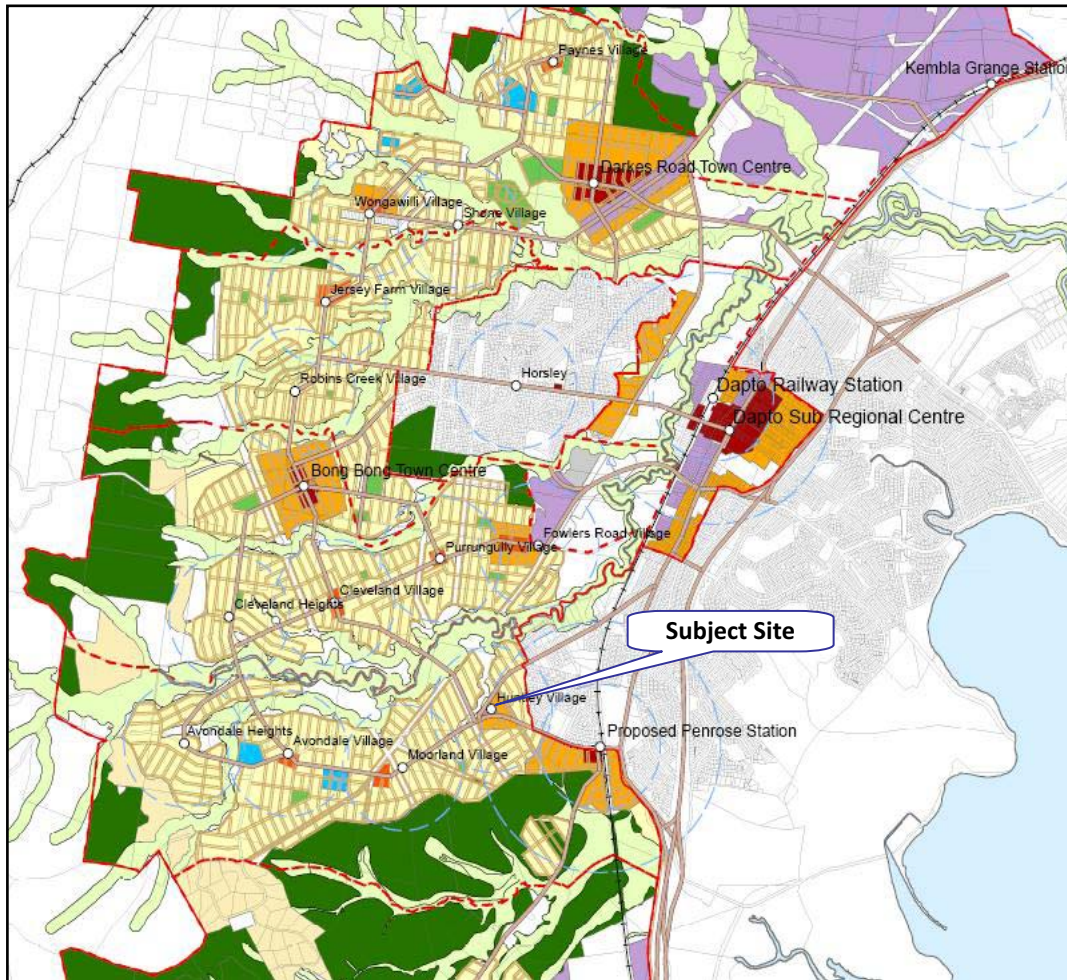 Paynes Village
Kembla Grange Station
Darkes Road Town Centre
Wongawilli Village
Shone Village
Jersey Farm Village
Robins Creek Village
Horsley
Dapto Railway Station
Dapto Sub Regional Centre
Bong Bong Town Centre
Fowlers Road Village
Purrungully Village
Cleveland Village
Cleveland Heights
Subject Site
Huntley Village
Avondale Heights
Avondale Village
Moorland Village
Proposed Penrose Station